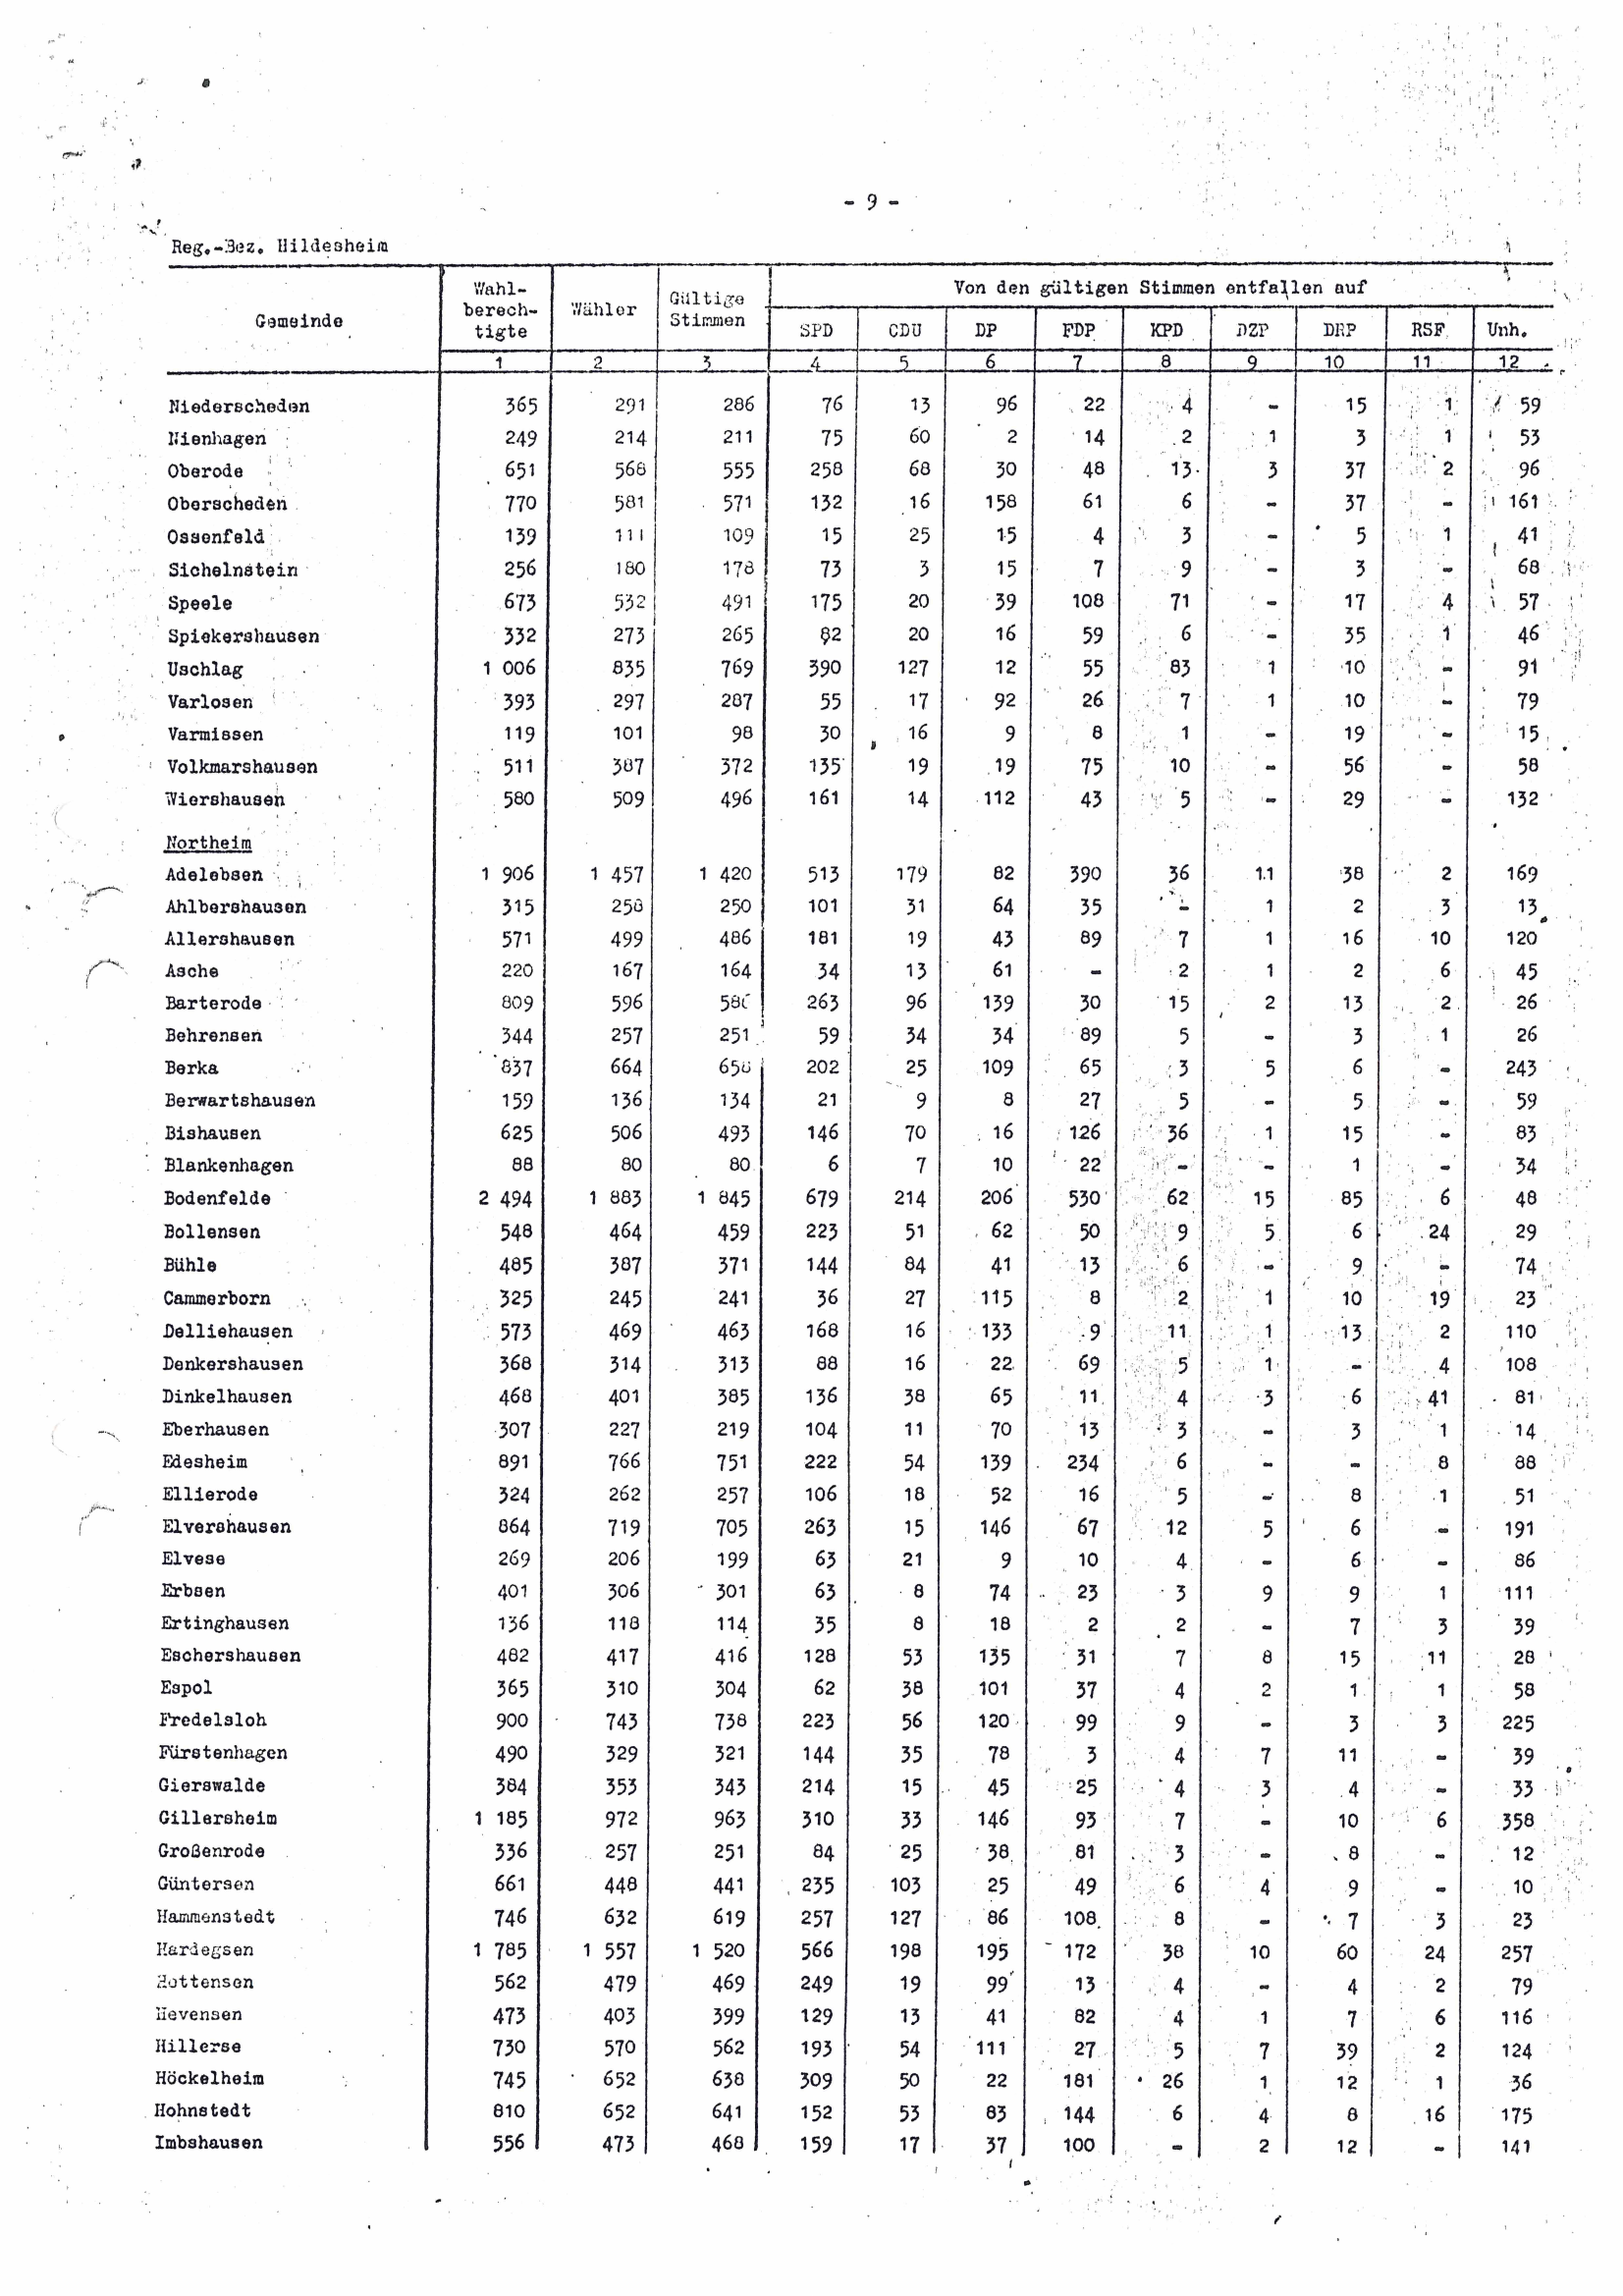 - 9 -
Reg.-Bez. Hildesheim
Gemeinde | Wahl-berech-tigte | Wähler | Gültige Stimmen | Von den gültigen Stimmen entfallen auf
SPD | CDU | DP | FDP | KPD | DZP | DRP | RSF | Unh.
1 | 2 | 3 | 4 | 5 | 6 | 7 | 8 | 9 | 10 | 11 | 12
Niederscheden 365 291 286 76 13 96 22 4 - 15 1 59
Nienhagen 249 214 211 75 60 2 14 2 1 3 1 53
Oberode 651 568 555 258 68 30 48 13 3 37 2 96
Oberscheden 770 581 571 132 16 158 61 6 - 37 - 161
Ossenfeld 139 111 109 15 25 15 4 3 - 5 1 41
Sichelnstein 256 180 178 73 3 15 7 9 - 3 - 68
Speele 673 532 491 175 20 39 108 71 - 17 4 57
Spiekershausen 332 273 265 82 20 16 59 6 - 35 1 46
Uschlag 1 006 835 769 390 127 12 55 83 1 10 - 91
Varlosen 393 297 287 55 17 92 26 7 1 10 - 79
Varmissen 119 101 98 30 16 9 8 1 - 19 - 15
Volkmarshausen 511 387 372 135 19 19 75 10 - 56 - 58
Wiershausen 580 509 496 161 14 112 43 5 - 29 - 132
Northeim
Adelebsen 1 906 1 457 1 420 513 179 82 390 36 11 38 2 169
Ahlbershausen 315 258 250 101 31 64 35 - 1 2 3 13
Allershausen 571 499 486 181 19 43 89 7 1 16 10 120
Asche 220 167 164 34 13 61 - 2 1 2 6 45
Barterode 809 596 586 263 96 139 30 15 2 13 2 26
Behrensen 344 257 251 59 34 34 89 5 - 3 1 26
Berka 837 664 658 202 25 109 65 3 5 6 - 243
Berwartshausen 159 136 134 21 9 8 27 5 - 5 - 59
Bishausen 625 506 493 146 70 16 126 36 1 15 - 83
Blankenhagen 88 80 80 6 7 10 22 - - 1 - 34
Bodenfelde 2 494 1 883 1 845 679 214 206 530 62 15 85 6 48
Bollensen 548 464 459 223 51 62 50 9 5 6 24 29
Bühle 485 387 371 144 84 41 13 6 - 9 - 74
Cammerborn 325 245 241 36 27 115 8 2 1 10 19 23
Delliehausen 573 469 463 168 16 133 9 11 1 13 2 110
Denkershausen 368 314 313 88 16 22 69 5 1 - 4 108
Dinkelhausen 468 401 385 136 38 65 11 4 3 6 41 81
Eberhausen 307 227 219 104 11 70 13 3 - 3 1 14
Edesheim 891 766 751 222 54 139 234 6 - - 8 88
Ellierode 324 262 257 106 18 52 16 5 - 8 1 51
Elvershausen 864 719 705 263 15 146 67 12 5 6 - 191
Elvese 269 206 199 63 21 9 10 4 - 6 - 86
Erbsen 401 306 301 63 8 74 23 3 9 9 1 111
Ertinghausen 136 118 114 35 8 18 2 2 - 7 3 39
Eschershausen 482 417 416 128 53 135 31 7 8 15 11 28
Espol 365 310 304 62 38 101 37 4 2 1 1 58
Fredelsloh 900 743 738 223 56 120 99 9 - 3 3 225
Fürstenhagen 490 329 321 144 35 78 3 4 7 11 - 39
Gierswalde 384 353 343 214 15 45 25 4 3 4 - 33
Gillersheim 1 185 972 963 310 33 146 93 7 - 10 6 358
Großenrode 336 257 251 84 25 38 81 3 - 8 - 12
Güntersen 661 448 441 235 103 25 49 6 4 9 - 10
Hammenstedt 746 632 619 257 127 86 108 8 - 7 3 23
Hardegsen 1 785 1 557 1 520 566 198 195 172 38 10 60 24 257
Hettensen 562 479 469 249 19 99 13 4 - 4 2 79
Hevensen 473 403 399 129 13 41 82 4 1 7 6 116
Hillerse 730 570 562 193 54 111 27 5 7 39 2 124
Höckelheim 745 652 638 309 50 22 181 26 1 12 1 36
Hohnstedt 810 652 641 152 53 83 144 6 4 8 16 175
Imbshausen 556 473 468 159 17 37 100 - 2 12 - 141